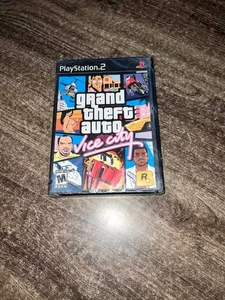 PlayStation.2
grand
theft
auto
Vice City
M
R